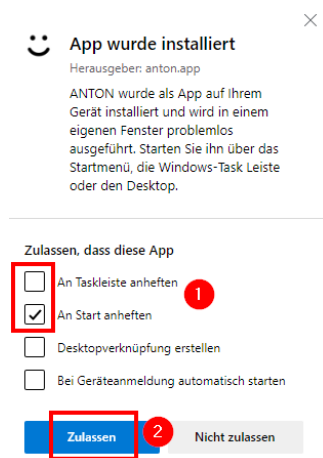 App wurde installiert
Herausgeber: anton.app
ANTON wurde als App auf Ihrem
Gerät installiert und wird in einem
eigenen Fenster problemlos
ausgeführt. Starten Sie ihn über das
Startmenü, die Windows-Task Leiste
oder den Desktop.
Zulassen, dass diese App
An Taskleiste anheften
1
An Start anheften
Desktopverknüpfung erstellen
Bei Geräteanmeldung automatisch starten
Zulassen 2 Nicht zulassen